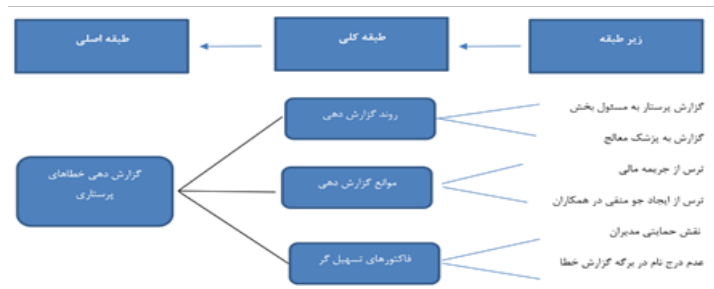 زیر طبقه
طبقه کلی
طبقه اصلی
گزارش پرستار به مسئول بخش
گزارش به پزشک معالج
روند گزارش دهی
ترس از جریمه مالی
ترس از ایجاد جو منفی در همکاران
موانع گزارش دهی
گزارش دهی خطاهای
پرستاری
نقش حمایتی مدیران
عدم درج نام در برگه گزارش خطا
فاکتورهای تسهیل گر